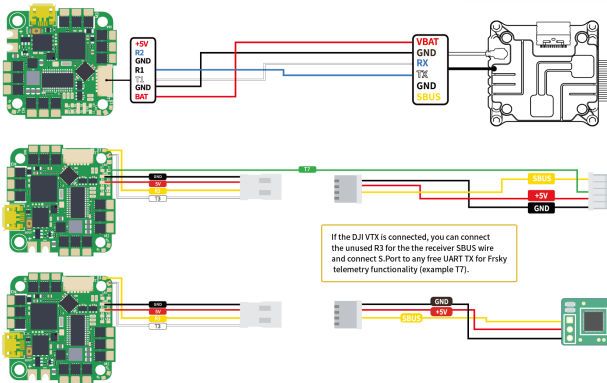 +5V
R2
GND
R1
T1
GND
BAT
VBAT
GND
RX
TX
GND
SBUS
T7
GND
5V
R3
T3
SBUS
+5V
GND
If the DJI VTX is connected, you can connect
the unused R3 for the the receiver SBUS wire
and connect S.Port to any free UART TX for Frsky
telemetry functionality (example T7).
GND
5V
T3
GND
+5V
SBUS